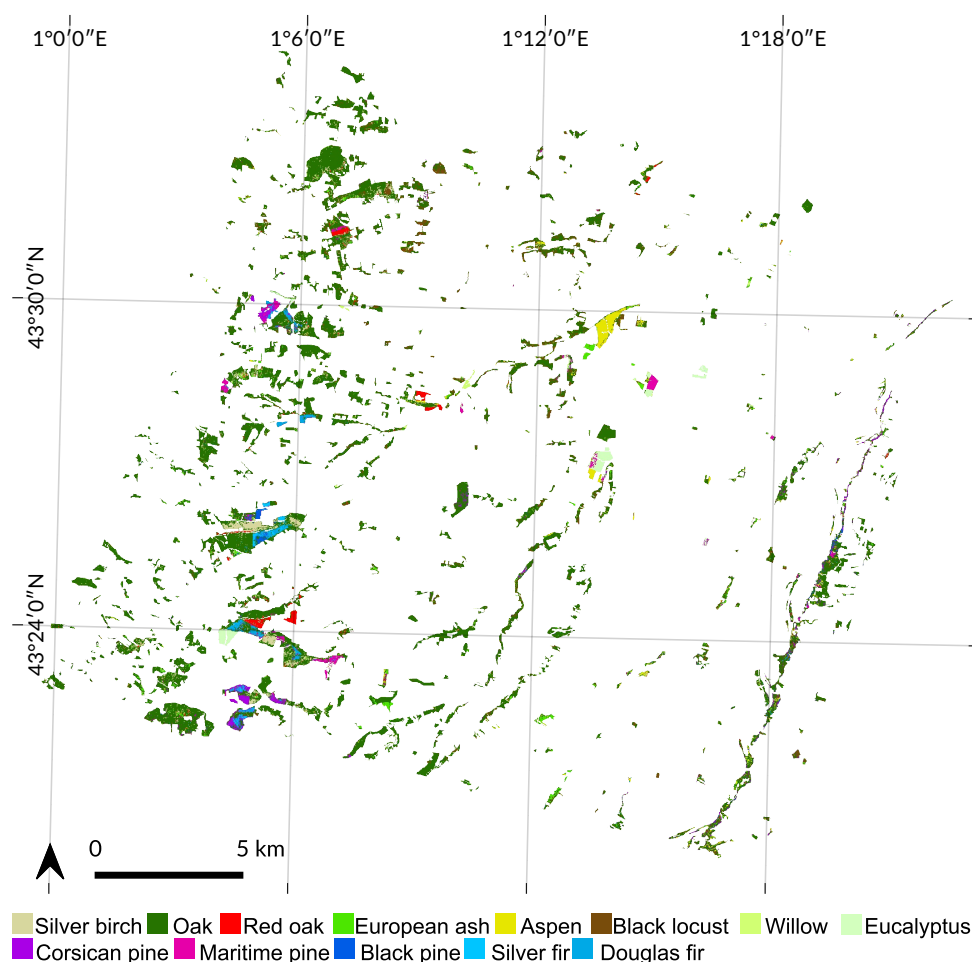 1°0′0″E 1°6′0″E 1°12′0″E 1°18′0″E
43°30′0″N
43°24′0″N
0 5 km
Silver birch Oak Red oak European ash Aspen Black locust Willow Eucalyptus
Corsican pine Maritime pine Black pine Silver fir Douglas fir